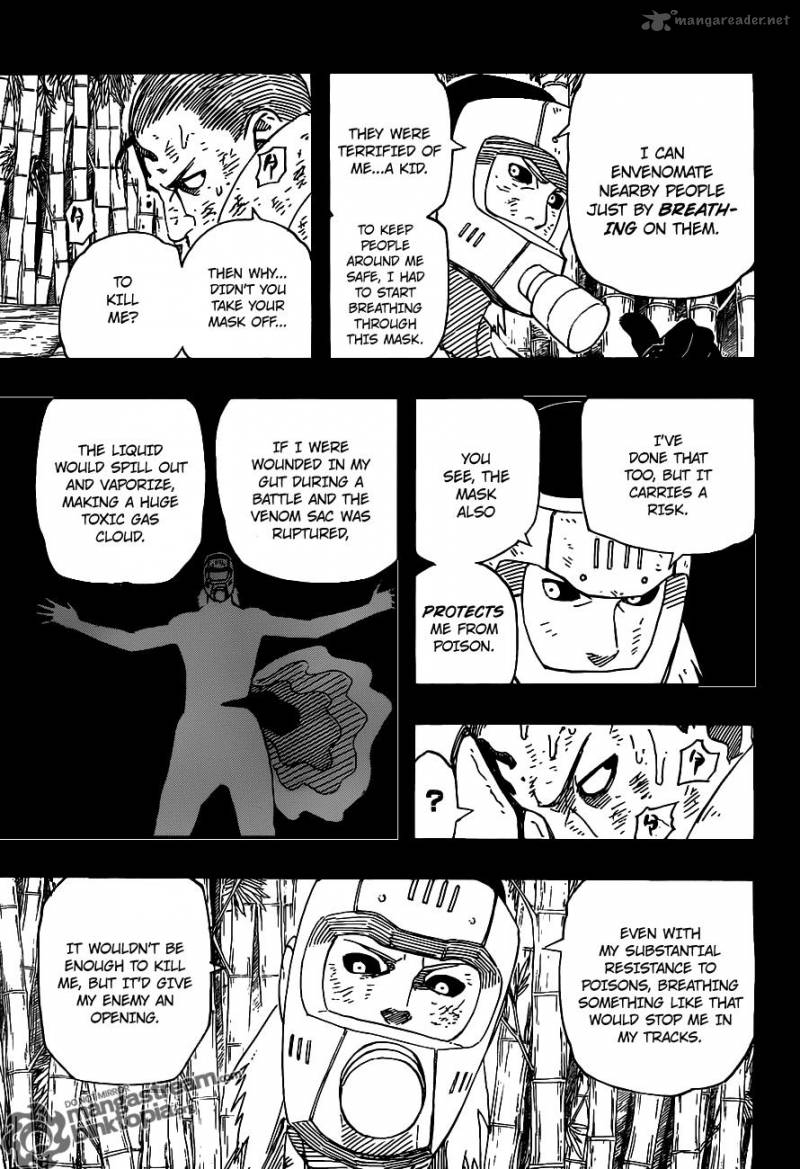 mangareader.net
I CAN
ENVENOMATE
NEARBY PEOPLE
JUST BY BREATH-
ING ON THEM.
THEY WERE
TERRIFIED OF
ME...A KID.
TO KEEP
PEOPLE
AROUND ME
SAFE, I HAD
TO START
BREATHING
THROUGH
THIS MASK.
THEN WHY...
DIDN'T YOU
TAKE YOUR
MASK OFF...
TO
KILL
ME?
I'VE
DONE THAT
TOO, BUT IT
CARRIES A
RISK.
YOU
SEE, THE
MASK
ALSO
PROTECTS
ME FROM
POISON.
IF I WERE
WOUNDED IN MY
GUT DURING A
BATTLE AND THE
VENOM SAC WAS
RUPTURED,
THE LIQUID
WOULD SPILL OUT
AND VAPORIZE,
MAKING A HUGE
TOXIC GAS
CLOUD.
?
EVEN WITH
MY SUBSTANTIAL
RESISTANCE TO
POISONS, BREATHING
SOMETHING LIKE THAT
WOULD STOP ME IN
MY TRACKS.
IT WOULDN'T BE
ENOUGH TO KILL
ME, BUT IT'D GIVE
MY ENEMY AN
OPENING.
DO NOT MIRROR
mangastream.com
pinktopia